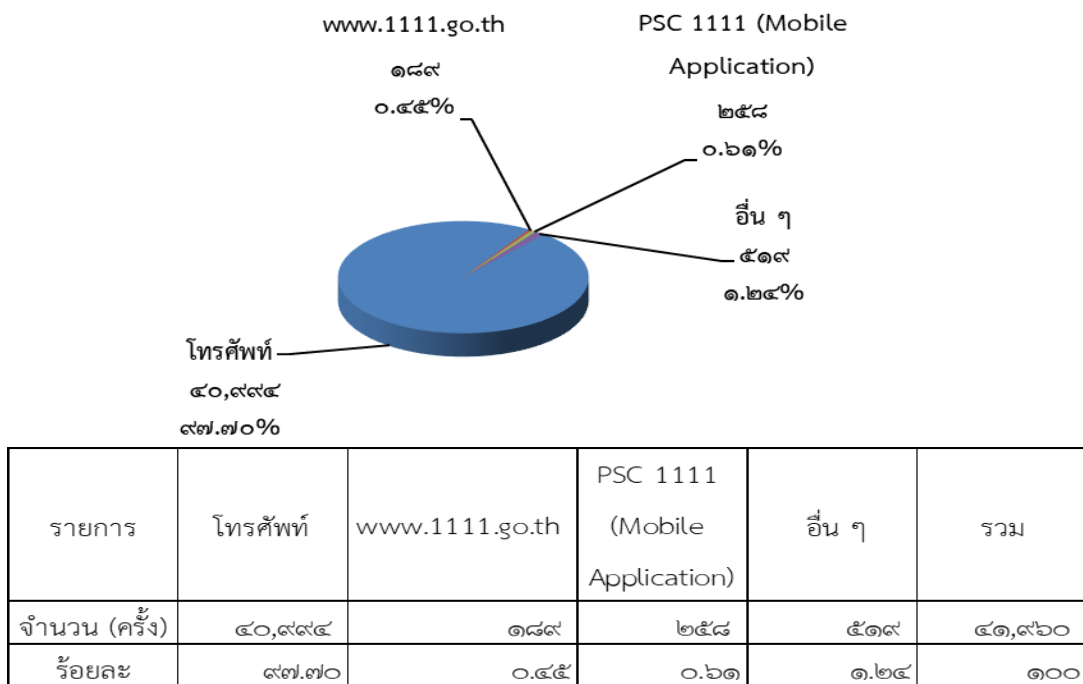 www.1111.go.th
๑๘๙
๐.๔๕%
PSC 1111 (Mobile
Application)
๒๕๘
๐.๖๑%
อื่น ๆ
๕๑๙
๑.๒๔%
โทรศัพท์
๔๐,๙๙๔
๙๗.๗๐%
รายการ
โทรศัพท์
www.1111.go.th
PSC 1111
(Mobile
Application)
อื่น ๆ
รวม
จำนวน (ครั้ง) ๔๐,๙๙๔ ๑๘๙ ๒๕๘ ๕๑๙ ๔๑,๙๖๐
ร้อยละ ๙๗.๗๐ ๐.๔๕ ๐.๖๑ ๑.๒๔ ๑๐๐